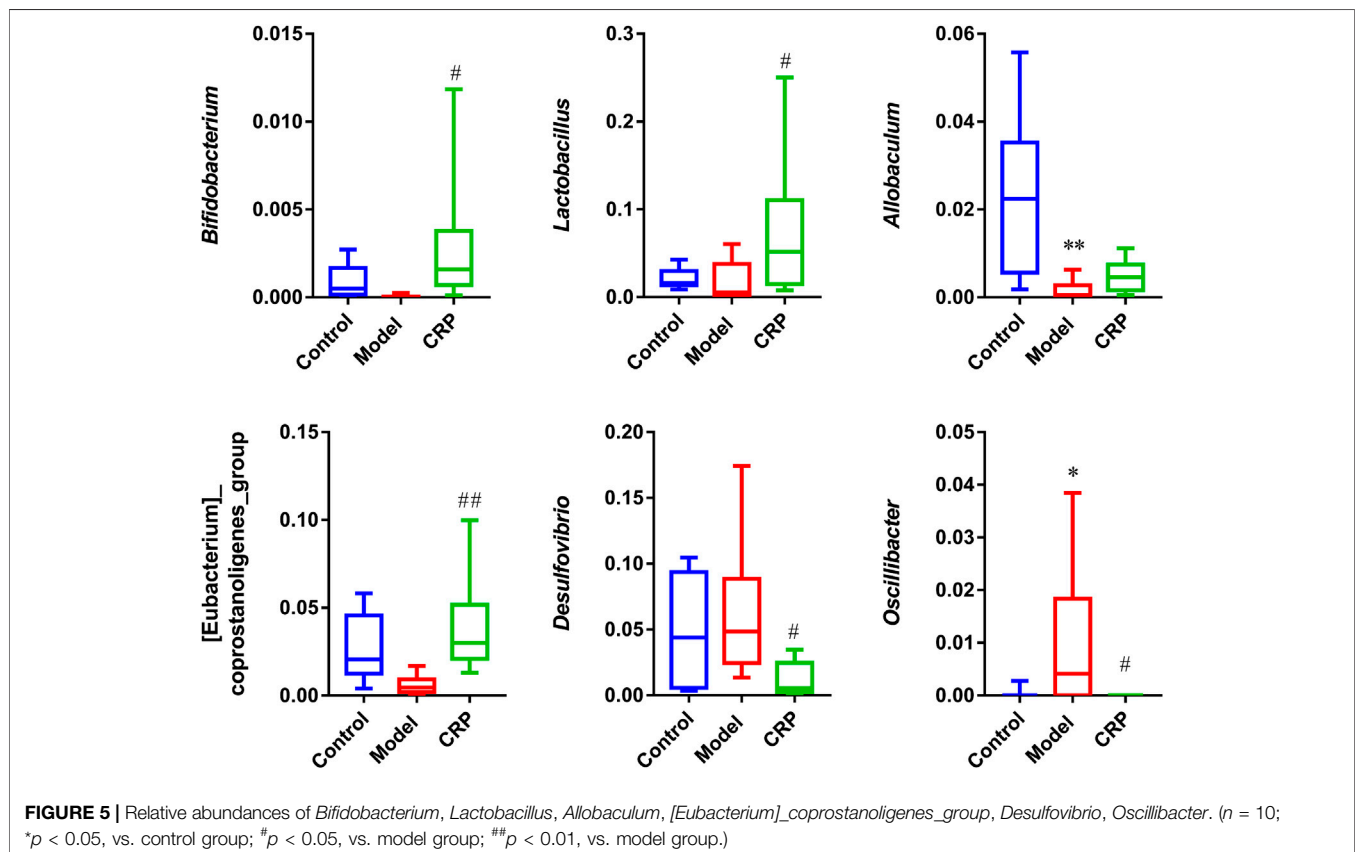 0.015
0.010
0.005
0.000
Bifidobacterium
#
Control
Model
CRP
0.3
0.2
0.1
0.0
Lactobacillus
#
Control
Model
CRP
0.06
0.04
0.02
0.00
Allobaculum
**
Control
Model
CRP
0.15
0.10
0.05
0.00
[Eubacterium]_
coprostanoligenes_group
##
Control
Model
CRP
0.20
0.15
0.10
0.05
0.00
Desulfovibrio
#
Control
Model
CRP
0.05
0.04
0.03
0.02
0.01
0.00
Oscillibacter
*
#
Control
Model
CRP
FIGURE 5 | Relative abundances of Bifidobacterium, Lactobacillus, Allobaculum, [Eubacterium]_coprostanoligenes_group, Desulfovibrio, Oscillibacter. (n = 10;
*p < 0.05, vs. control group; #p < 0.05, vs. model group; ##p < 0.01, vs. model group.)